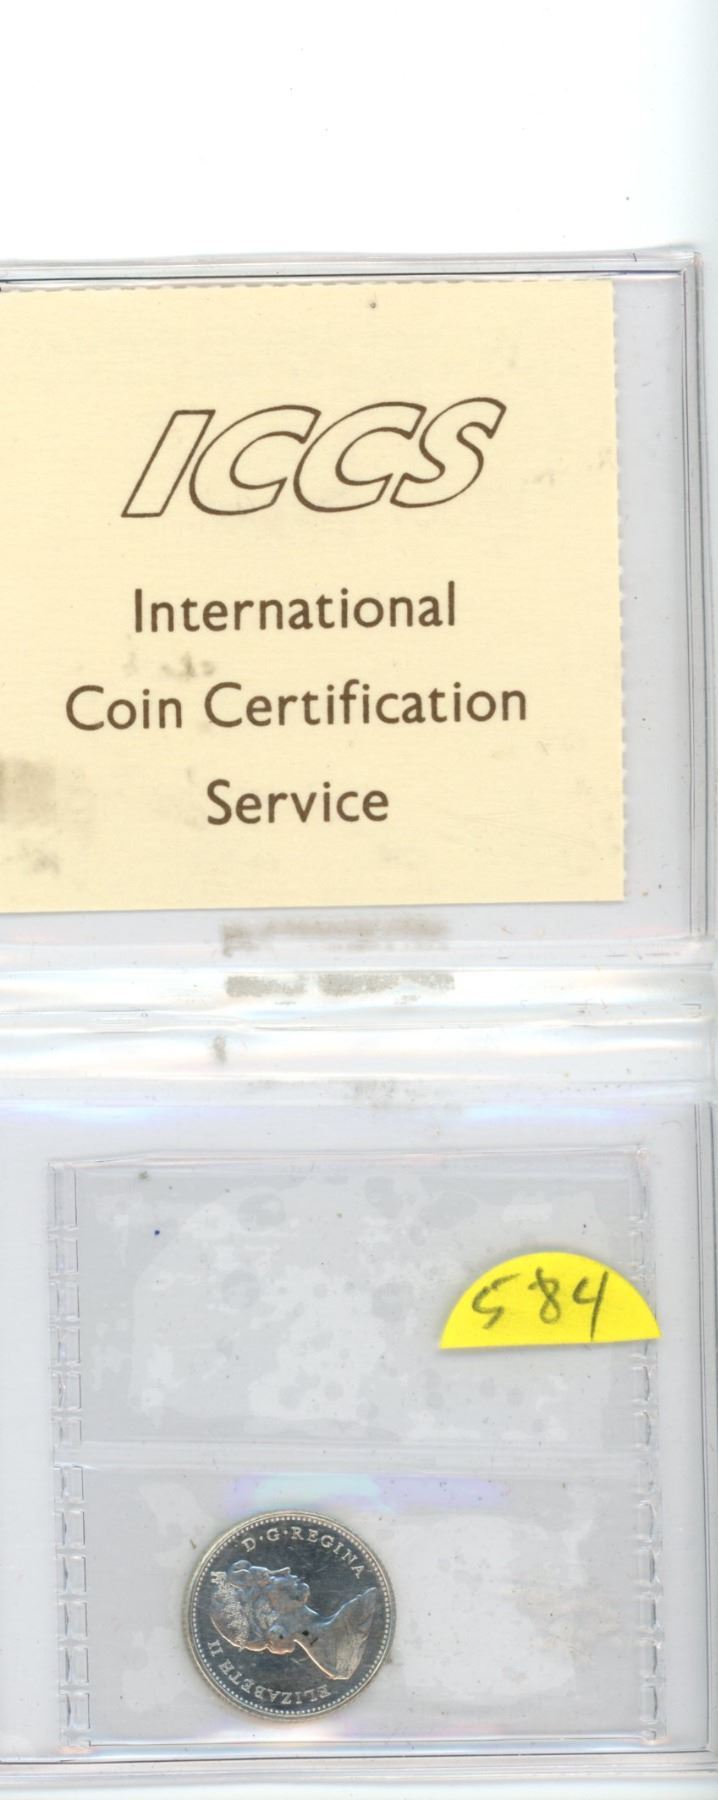 ICCS
International
Coin Certification
Service
584
ELIZABETH II D·G·REGINA